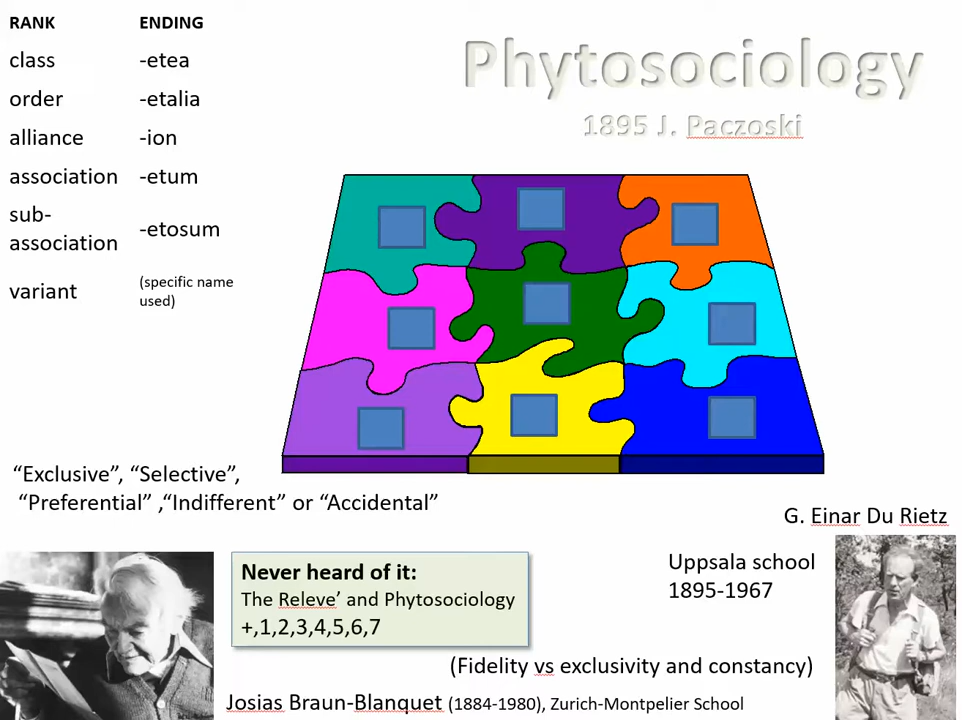 RANK ENDING
class -etea
order -etalia
alliance -ion
association -etum
sub-
association -etosum
variant (specific name
used)
Phytosociology
1895 J. Paczoski
“Exclusive”, “Selective”,
“Preferential” ,“Indifferent” or “Accidental”
G. Einar Du Rietz
Uppsala school
1895-1967
Never heard of it:
The Releve’ and Phytosociology
+,1,2,3,4,5,6,7
(Fidelity vs exclusivity and constancy)
Josias Braun-Blanquet (1884-1980), Zurich-Montpelier School